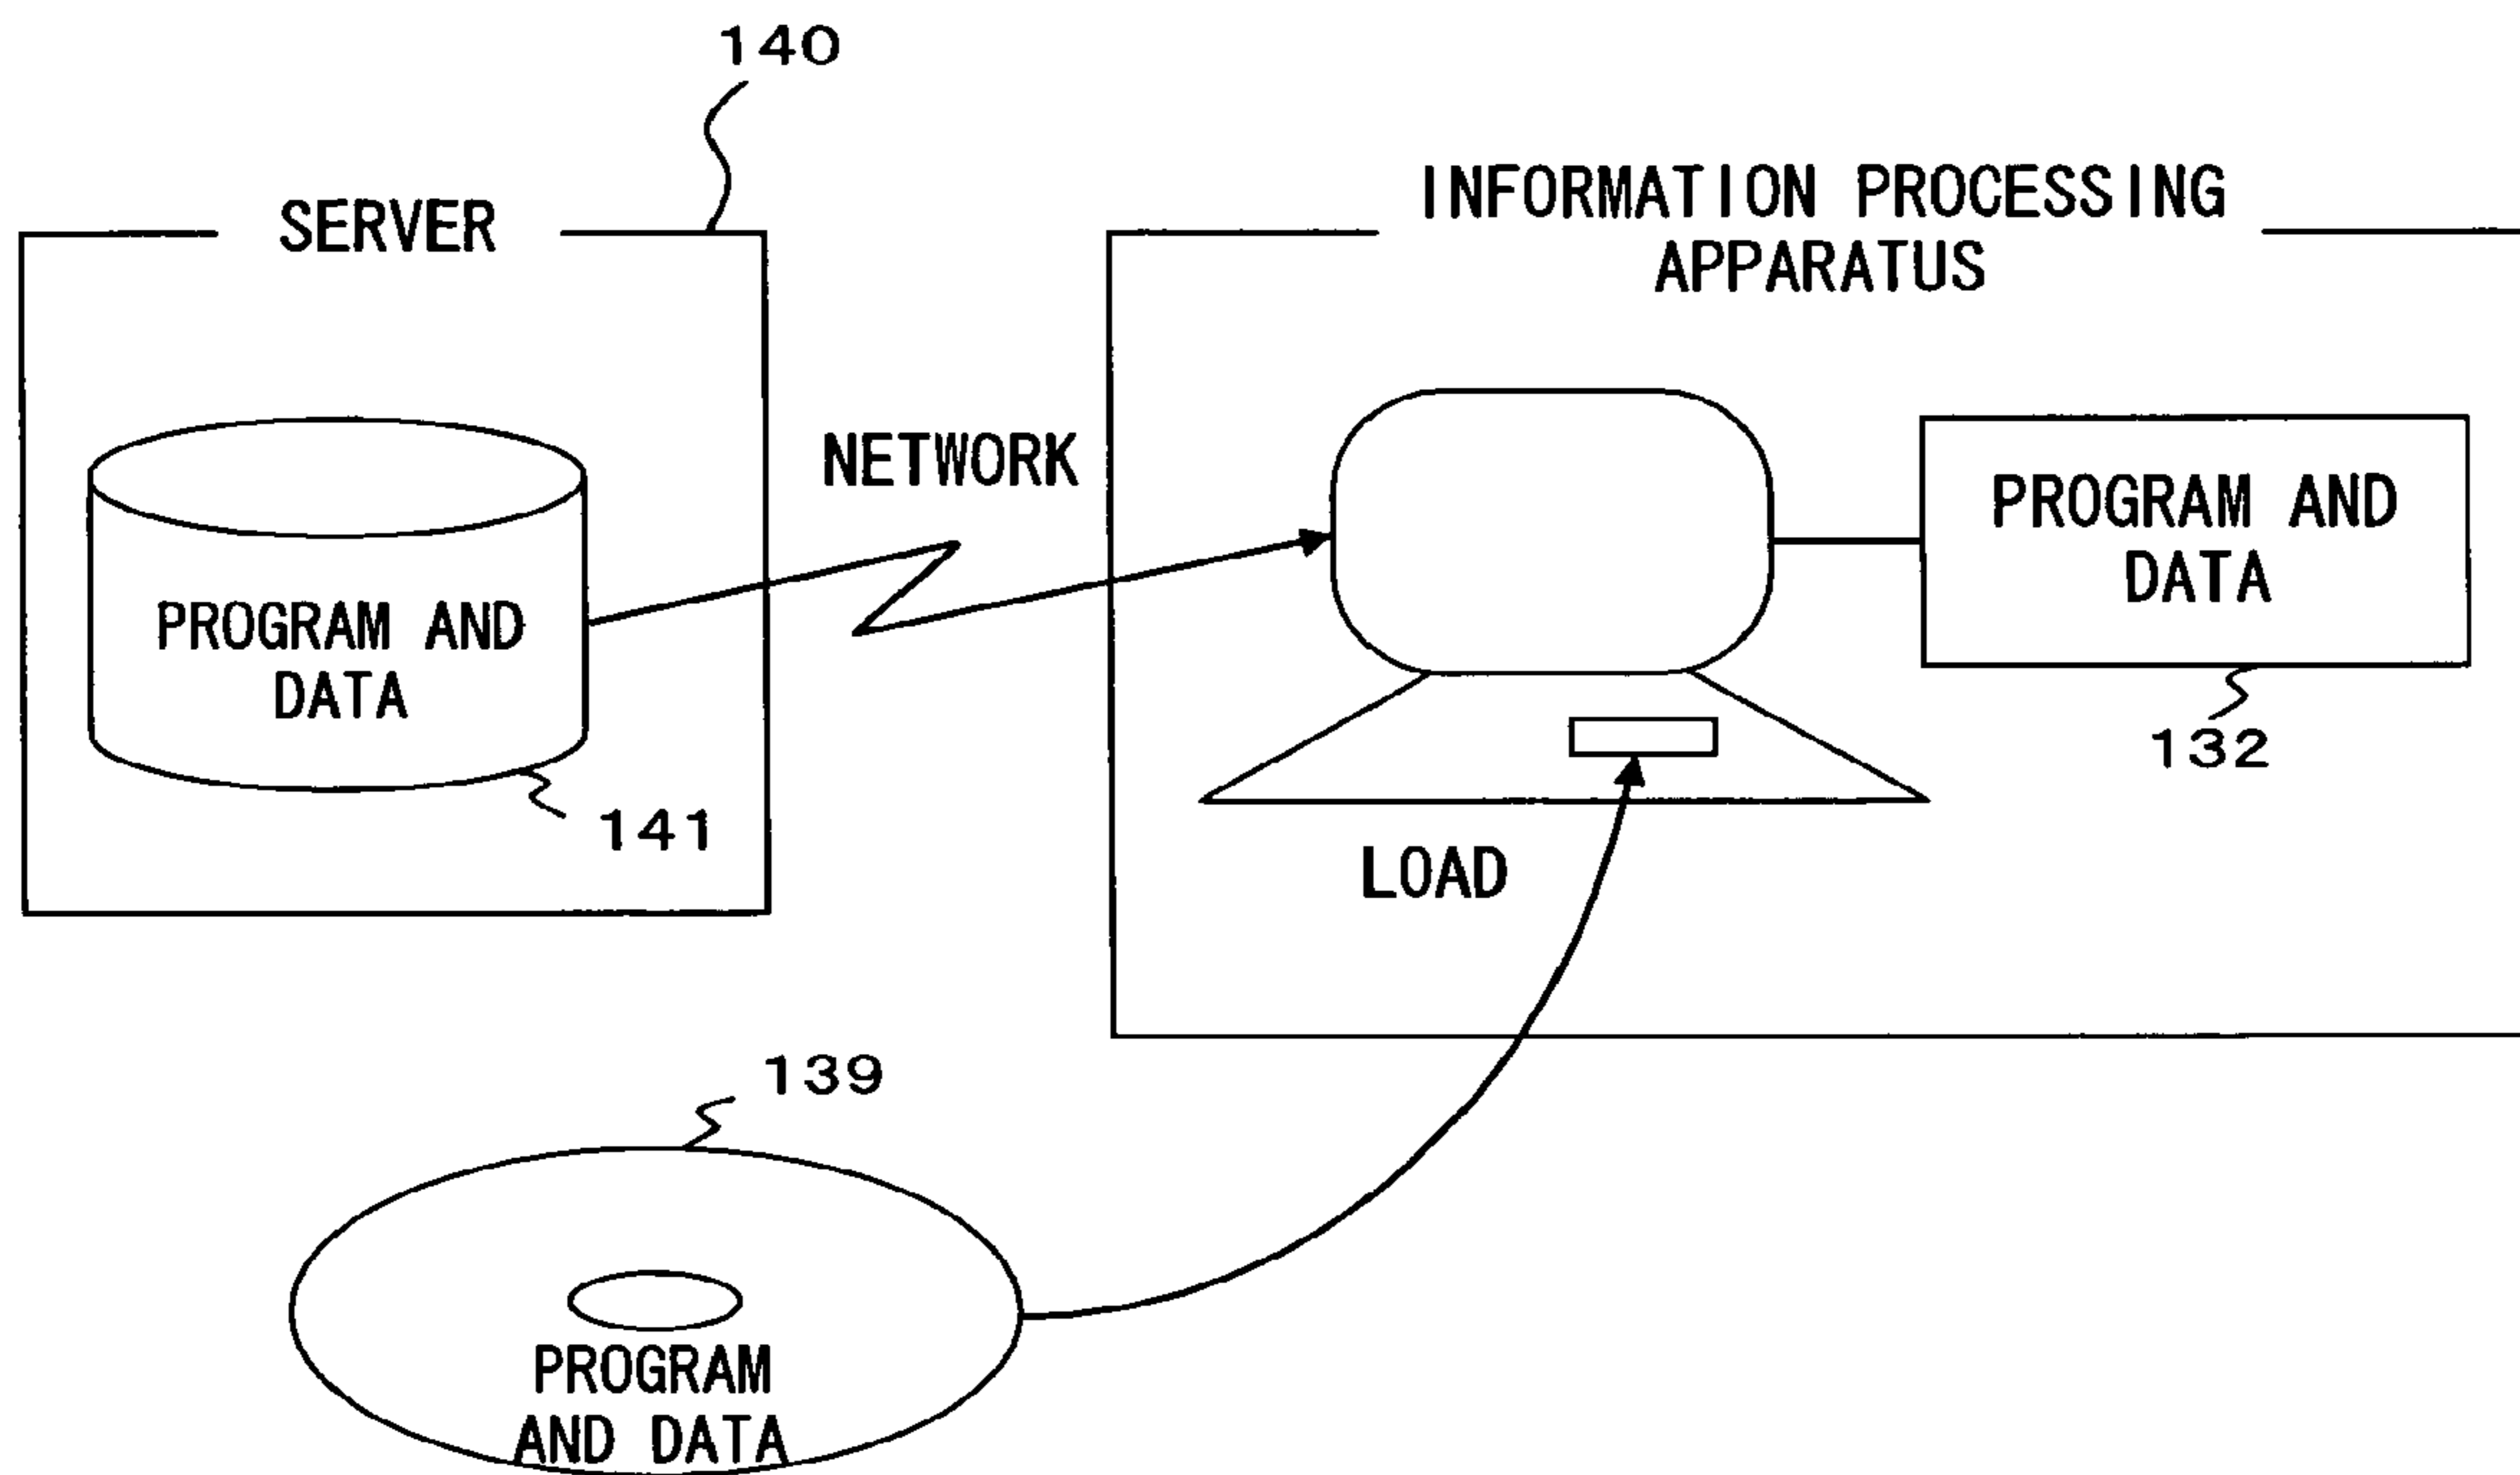 140
SERVER
INFORMATION PROCESSING
APPARATUS
NETWORK
PROGRAM AND
DATA
PROGRAM AND
DATA
132
141
LOAD
139
PROGRAM
AND DATA